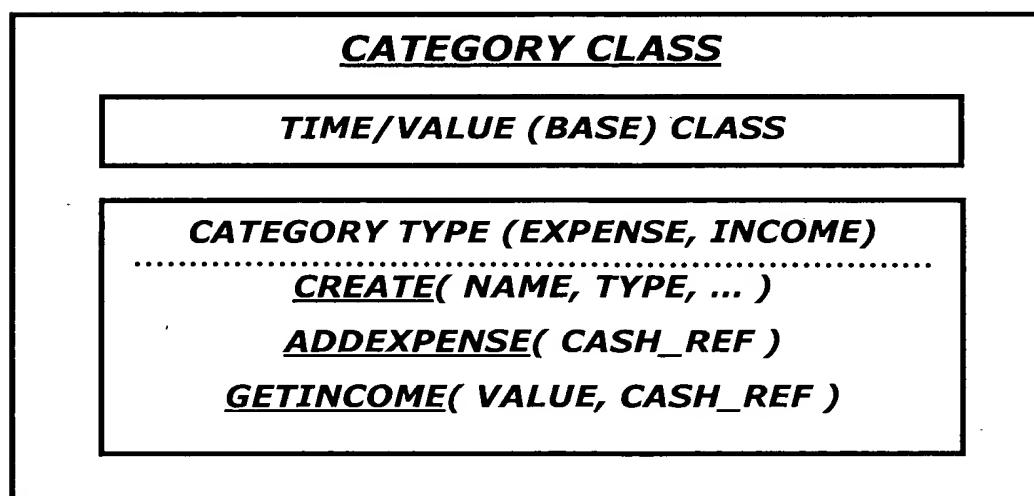 CATEGORY CLASS
TIME/VALUE (BASE) CLASS
CATEGORY TYPE (EXPENSE, INCOME)
CREATE( NAME, TYPE, ... )
ADDEXPENSE( CASH_REF )
GETINCOME( VALUE, CASH_REF )